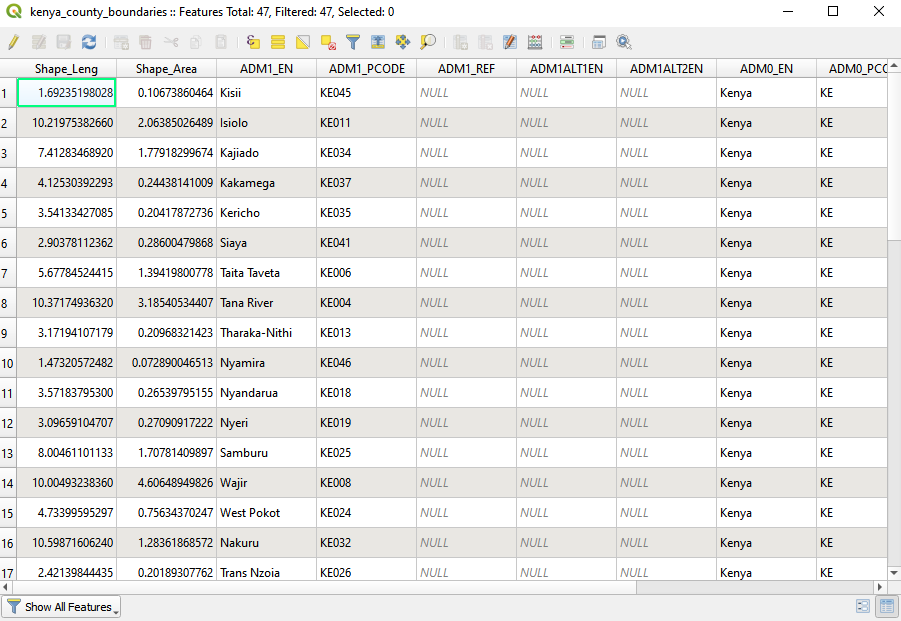 kenya_county_boundaries :: Features Total: 47, Filtered: 47, Selected: 0
Shape_Leng Shape_Area ADM1_EN ADM1_PCODE ADM1_REF ADM1ALT1EN ADM1ALT2EN ADM0_EN ADM0_PCC
1 1.69235198028 0.10673860464 Kisii KE045 NULL NULL NULL Kenya KE
2 10.21975382660 2.06385026489 Isiolo KE011 NULL NULL NULL Kenya KE
3 7.41283468920 1.77918299674 Kajiado KE034 NULL NULL NULL Kenya KE
4 4.12530392293 0.24438141009 Kakamega KE037 NULL NULL NULL Kenya KE
5 3.54133427085 0.20417872736 Kericho KE035 NULL NULL NULL Kenya KE
6 2.90378112362 0.28600479868 Siaya KE041 NULL NULL NULL Kenya KE
7 5.67784524415 1.39419800778 Taita Taveta KE006 NULL NULL NULL Kenya KE
8 10.37174936320 3.18540534407 Tana River KE004 NULL NULL NULL Kenya KE
9 3.17194107179 0.20968321423 Tharaka-Nithi KE013 NULL NULL NULL Kenya KE
10 1.47320572482 0.072890046513 Nyamira KE046 NULL NULL NULL Kenya KE
11 3.57183795300 0.26539795155 Nyandarua KE018 NULL NULL NULL Kenya KE
12 3.09659104707 0.27090917222 Nyeri KE019 NULL NULL NULL Kenya KE
13 8.00461101133 1.70781409897 Samburu KE025 NULL NULL NULL Kenya KE
14 10.00493238360 4.60648949826 Wajir KE008 NULL NULL NULL Kenya KE
15 4.73399595297 0.75634370247 West Pokot KE024 NULL NULL NULL Kenya KE
16 10.59871606240 1.28361868572 Nakuru KE032 NULL NULL NULL Kenya KE
17 2.42139844435 0.20189307762 Trans Nzoia KE026 NULL NULL NULL Kenya KE
Show All Features